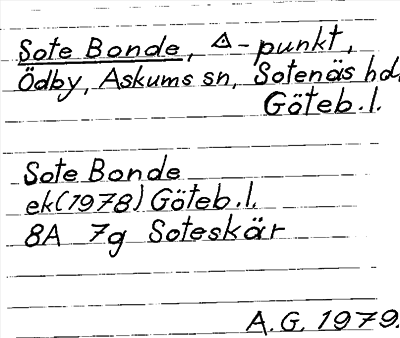 Sote Bonde, △-punkt,
Ödby, Askums sn, Sotenäs hd,
Göteb.l.
Sote Bonde
ek(1978) Göteb.l.
8A 7g Soteskär
A.G. 1979.